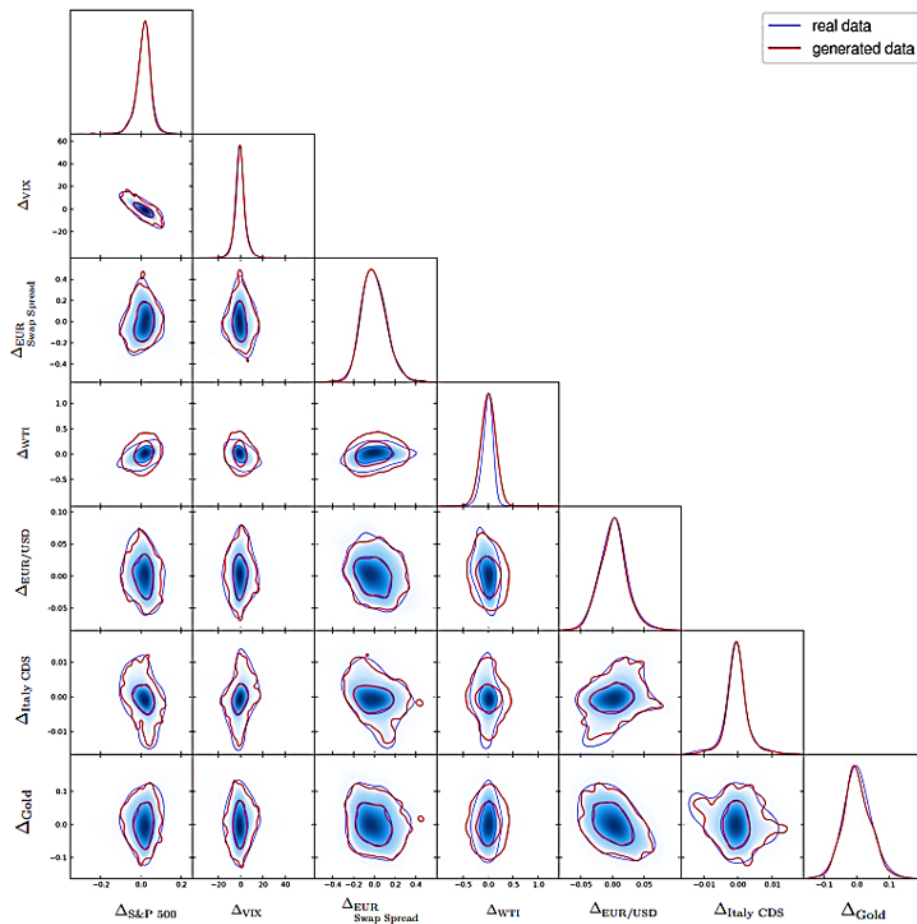 real data
generated data
60
40
20
0
−20
ΔVIX
0.4
0.2
0.0
−0.2
−0.4
ΔEUR
Swap Spread
1.0
0.5
0.0
−0.5
ΔWTI
0.10
0.05
0.00
−0.05
ΔEUR/USD
0.01
−0.00
−0.01
ΔItaly CDS
0.1
0.0
−0.1
ΔGold
−0.2 0.0 0.2
−20 0 20 40
−0.4 −0.2 0.0 0.2 0.4
−0.5 0.0 0.5 1.0
−0.05 0.00 0.05
−0.01 0.00 0.01
−0.1 0.0 0.1
ΔS&P 500 ΔVIX ΔEUR ΔWTI ΔEUR/USD ΔItaly CDS ΔGold
Swap Spread